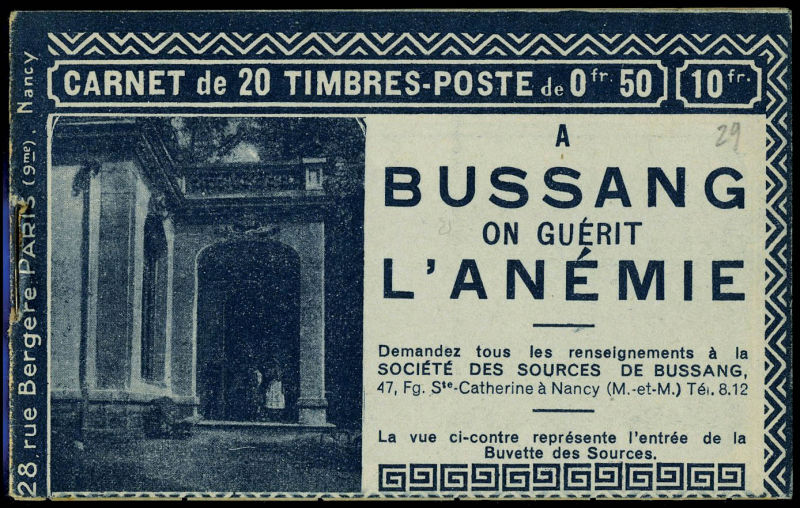 CARNET de 20 TIMBRES-POSTE de 0fr. 50
10fr.
29
A
BUSSANG
ON GUÉRIT
L'ANÉMIE
Demandez tous les renseignements à la
SOCIÉTÉ DES SOURCES DE BUSSANG,
47, Fg. Ste-Catherine à Nancy (M.-et-M.) Tél. 8.12
La vue ci-contre représente l'entrée de la
Buvette des Sources.
28, rue Bergère PARIS (9me). Nancy